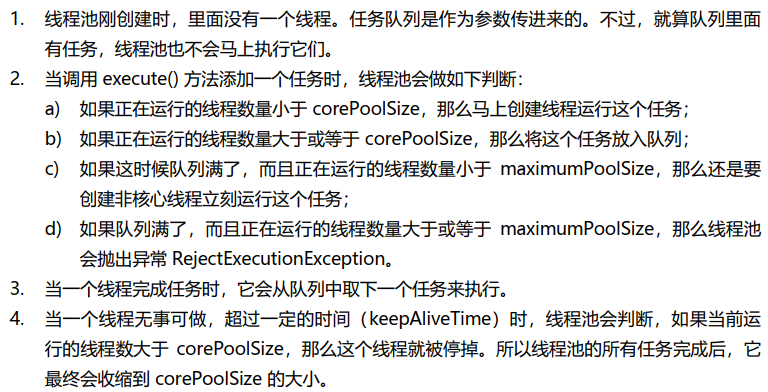 1. 线程池刚创建时，里面没有一个线程。任务队列是作为参数传进来的。不过，就算队列里面
有任务，线程池也不会马上执行它们。
2. 当调用 execute() 方法添加一个任务时，线程池会做如下判断：
a) 如果正在运行的线程数量小于 corePoolSize，那么马上创建线程运行这个任务；
b) 如果正在运行的线程数量大于或等于 corePoolSize，那么将这个任务放入队列；
c) 如果这时候队列满了，而且正在运行的线程数量小于 maximumPoolSize，那么还是要
创建非核心线程立刻运行这个任务；
d) 如果队列满了，而且正在运行的线程数量大于或等于 maximumPoolSize，那么线程池
会抛出异常 RejectExecutionException。
3. 当一个线程完成任务时，它会从队列中取下一个任务来执行。
4. 当一个线程无事可做，超过一定的时间（keepAliveTime）时，线程池会判断，如果当前运
行的线程数大于 corePoolSize，那么这个线程就被停掉。所以线程池的所有任务完成后，它
最终会收缩到 corePoolSize 的大小。